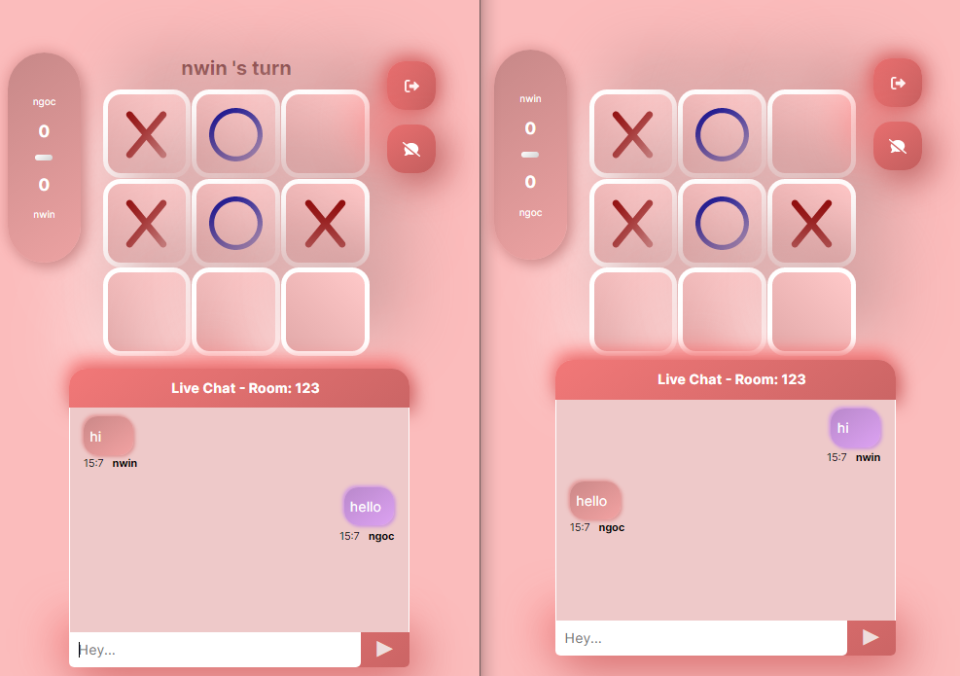 nwin 's turn
ngoc
0
0
nwin
Live Chat - Room: 123
hi
15:7 nwin
hello
15:7 ngoc
Hey...
nwin
0
0
ngoc
Live Chat - Room: 123
hi
15:7 nwin
hello
15:7 ngoc
Hey...